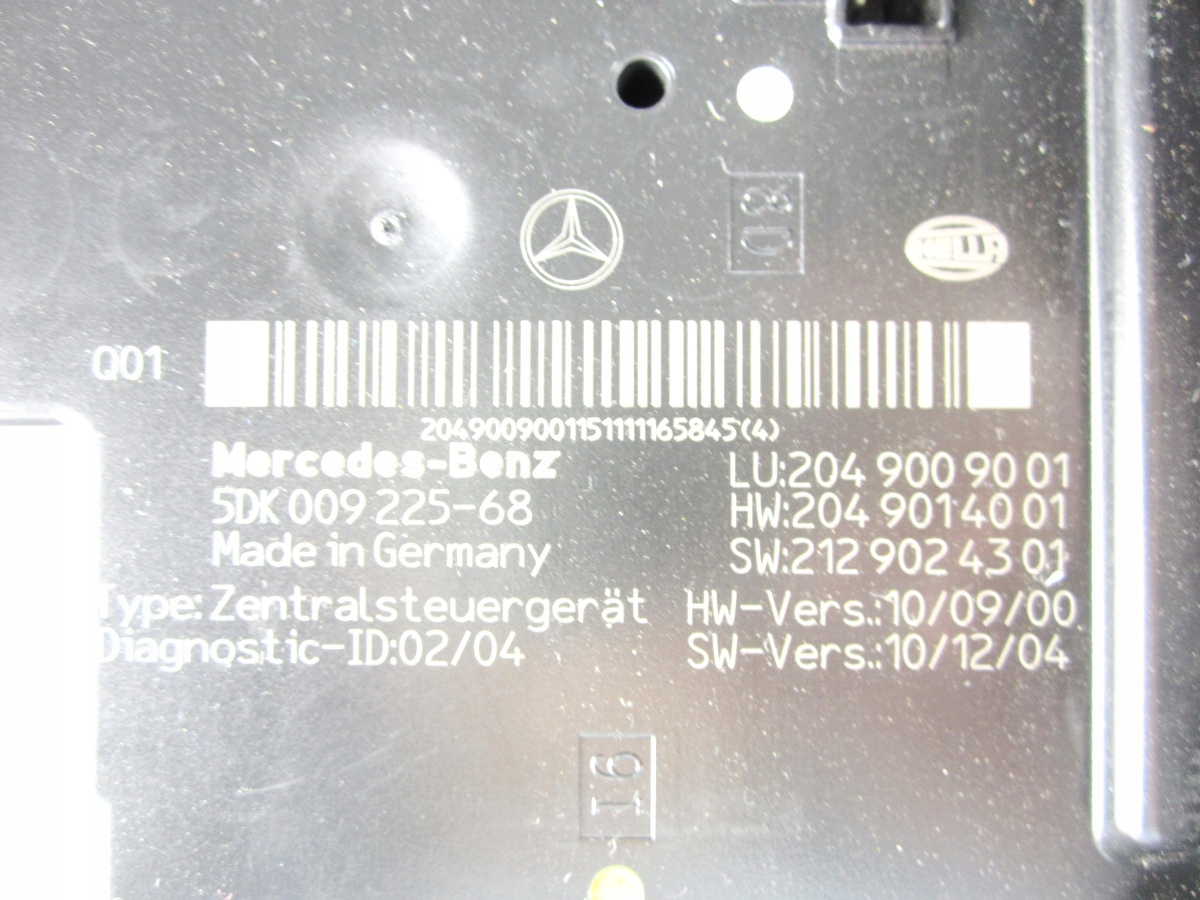 08
HELLA
Q01
2049009001151111165845(4)
Mercedes-Benz
LU:204 900 90 01
5DK 009 225-68
HW:204 901 40 01
Made in Germany
SW:212 902 43 01
Type: Zentralsteuergerät HW-Vers.:10/09/00
Diagnostic-ID:02/04
SW-Vers.:10/12/04
16